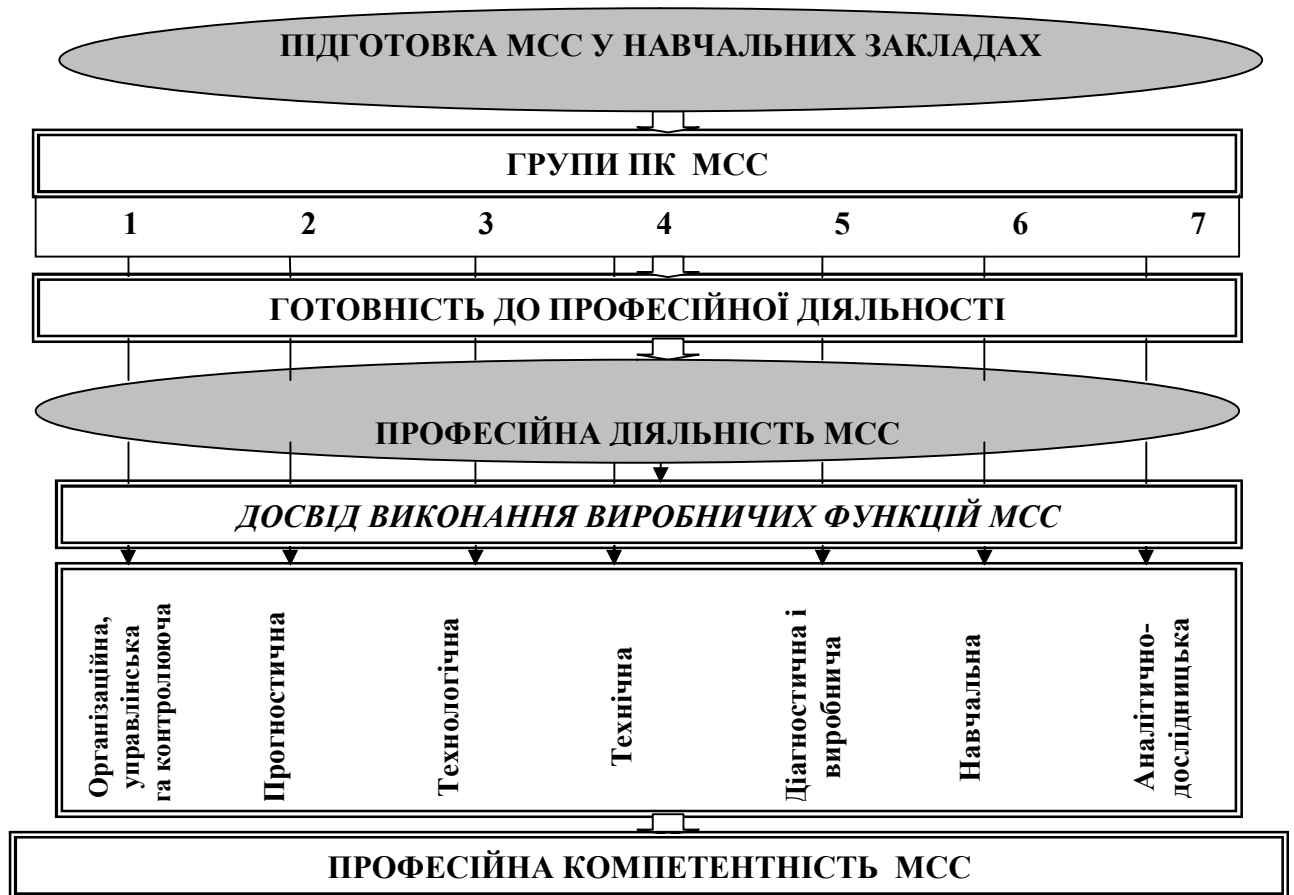 ПІДГОТОВКА МСС У НАВЧАЛЬНИХ ЗАКЛАДАХ
ГРУПИ ПК МСС
1 2 3 4 5 6 7
ГОТОВНІСТЬ ДО ПРОФЕСІЙНОЇ ДІЯЛЬНОСТІ
ПРОФЕСІЙНА ДІЯЛЬНІСТЬ МСС
ДОСВІД ВИКОНАННЯ ВИРОБНИЧИХ ФУНКЦІЙ МСС
Організаційна,
управлінська
га контролююча
Прогностична
Технологічна
Технічна
Діагностична і
виробнича
Навчальна
Аналітично-
дослідницька
ПРОФЕСІЙНА КОМПЕТЕНТНІСТЬ МСС